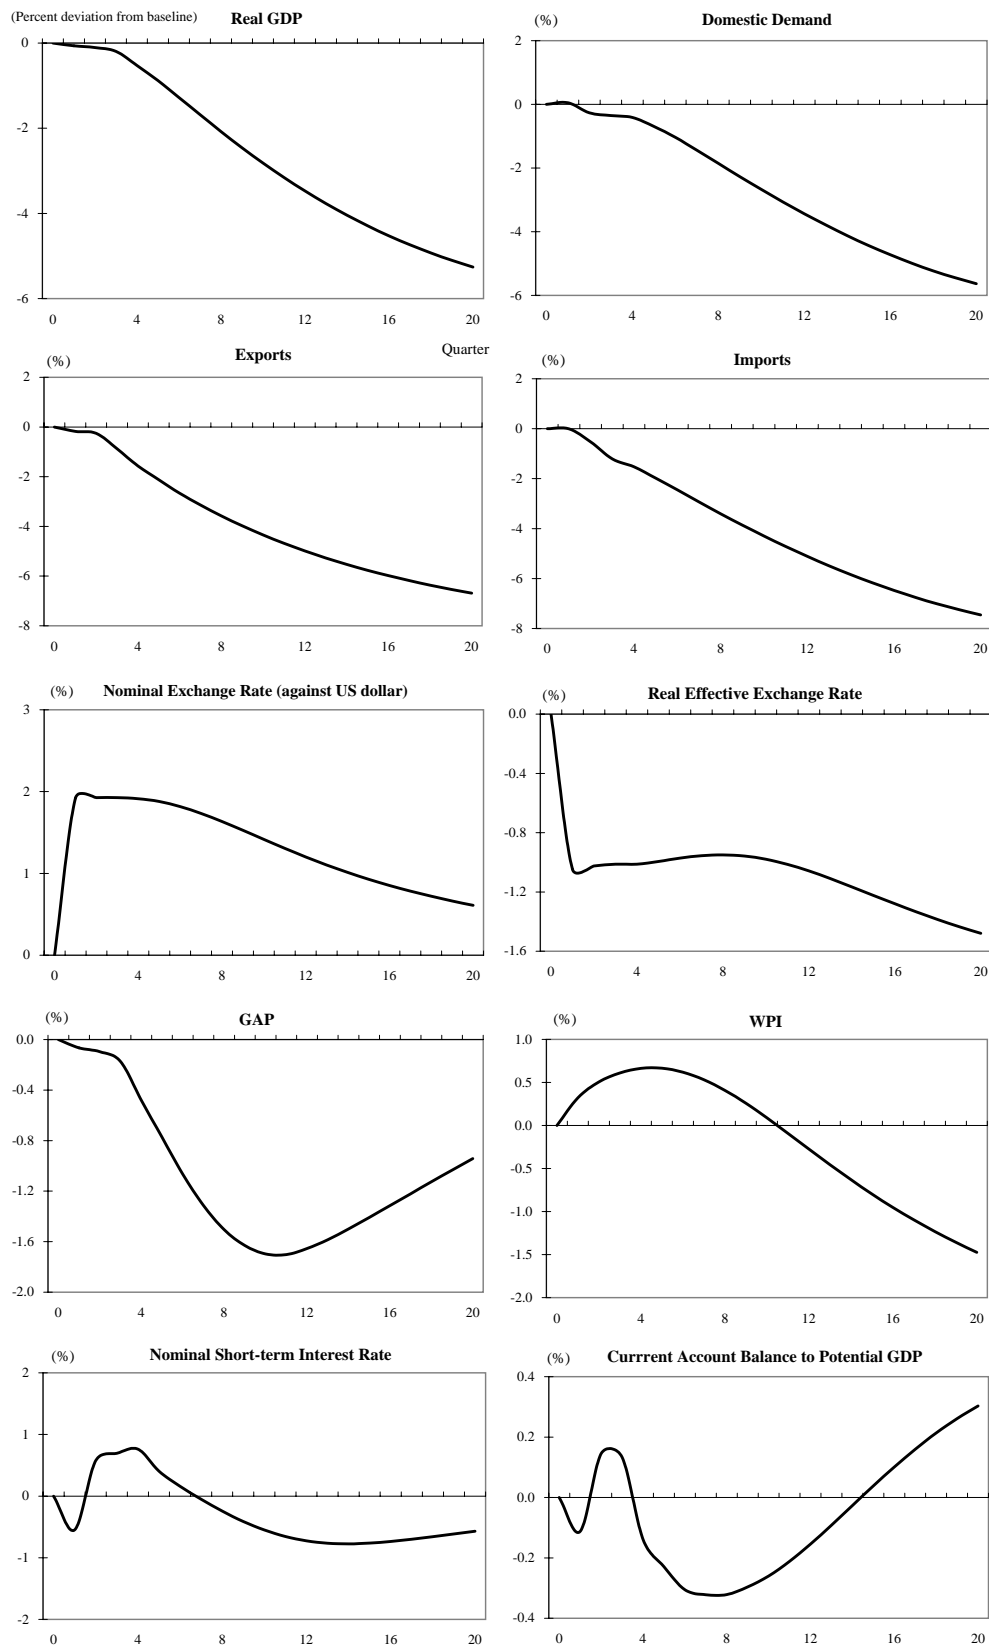 (Percent deviation from baseline)
Real GDP
0
-2
-4
-6
0 4 8 12 16 20
Quarter
(%)
Domestic Demand
2
0
-2
-4
-6
0 4 8 12 16 20
(%)
Exports
2
0
-2
-4
-6
-8
0 4 8 12 16 20
(%)
Imports
2
0
-2
-4
-6
-8
0 4 8 12 16 20
(%)
Nominal Exchange Rate (against US dollar)
3
2
1
0
0 4 8 12 16 20
(%)
Real Effective Exchange Rate
0.0
-0.4
-0.8
-1.2
-1.6
0 4 8 12 16 20
(%)
GAP
0.0
-0.4
-0.8
-1.2
-1.6
-2.0
0 4 8 12 16 20
(%)
WPI
1.0
0.5
0.0
-0.5
-1.0
-1.5
-2.0
0 4 8 12 16 20
(%)
Nominal Short-term Interest Rate
2
1
0
-1
-2
0 4 8 12 16 20
(%)
Currrent Account Balance to Potential GDP
0.4
0.2
0.0
-0.2
-0.4
0 4 8 12 16 20